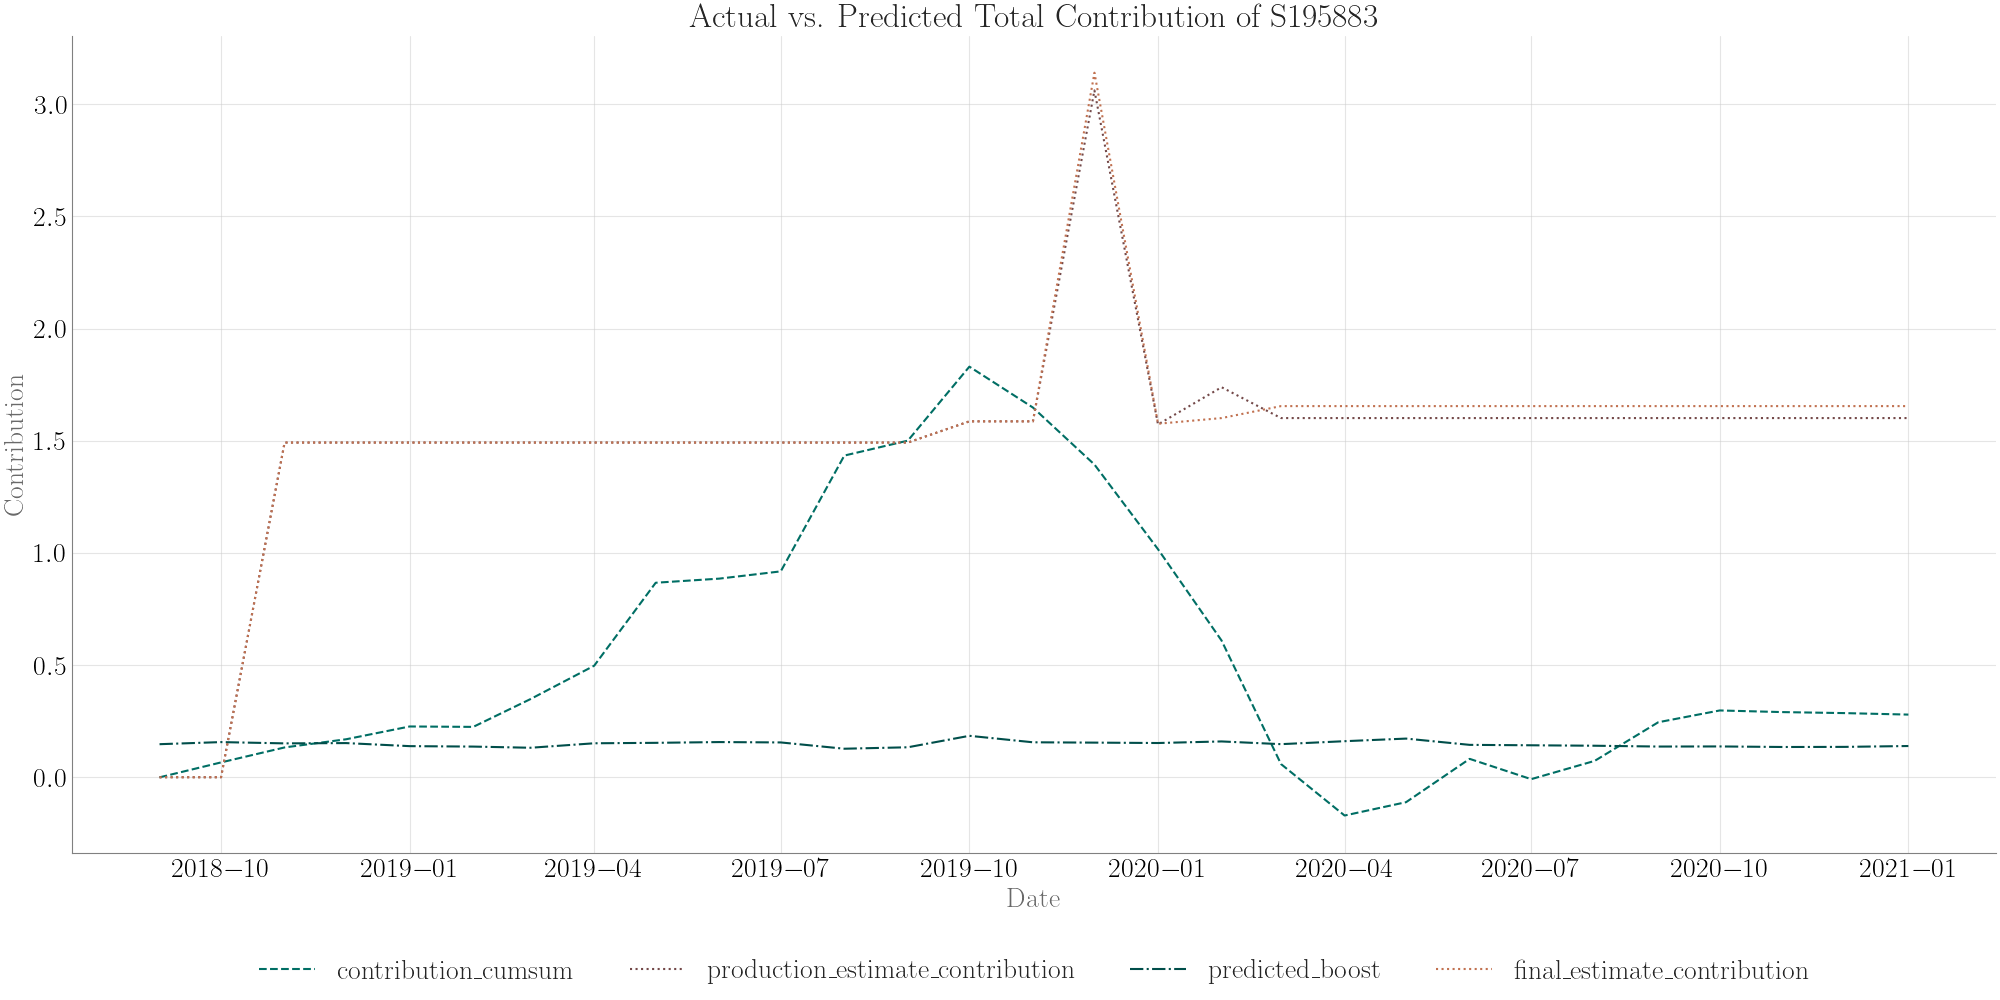 Actual vs. Predicted Total Contribution of S195883
3.0
2.5
2.0
1.5
1.0
0.5
0.0
Contribution
2018−10 2019−01 2019−04 2019−07 2019−10 2020−01 2020−04 2020−07 2020−10 2021−01
Date
contribution_cumsum production_estimate_contribution predicted_boost final_estimate_contribution